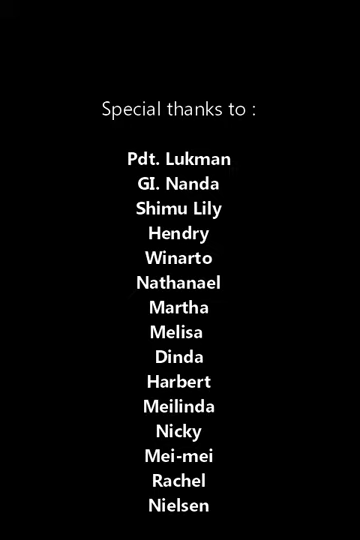 Special thanks to :
Pdt. Lukman
GI. Nanda
Shimu Lily
Hendry
Winarto
Nathanael
Martha
Melisa
Dinda
Harbert
Meilinda
Nicky
Mei-mei
Rachel
Nielsen